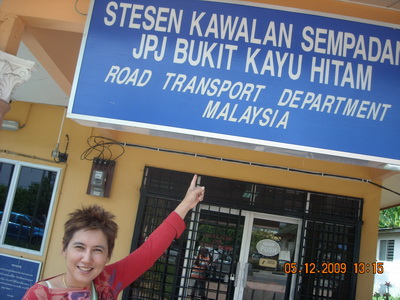 STESEN KAWALAN SEMPADAN
JPJ BUKIT KAYU HITAM
ROAD TRANSPORT DEPARTMENT
MALAYSIA
05.12.2009 13:15